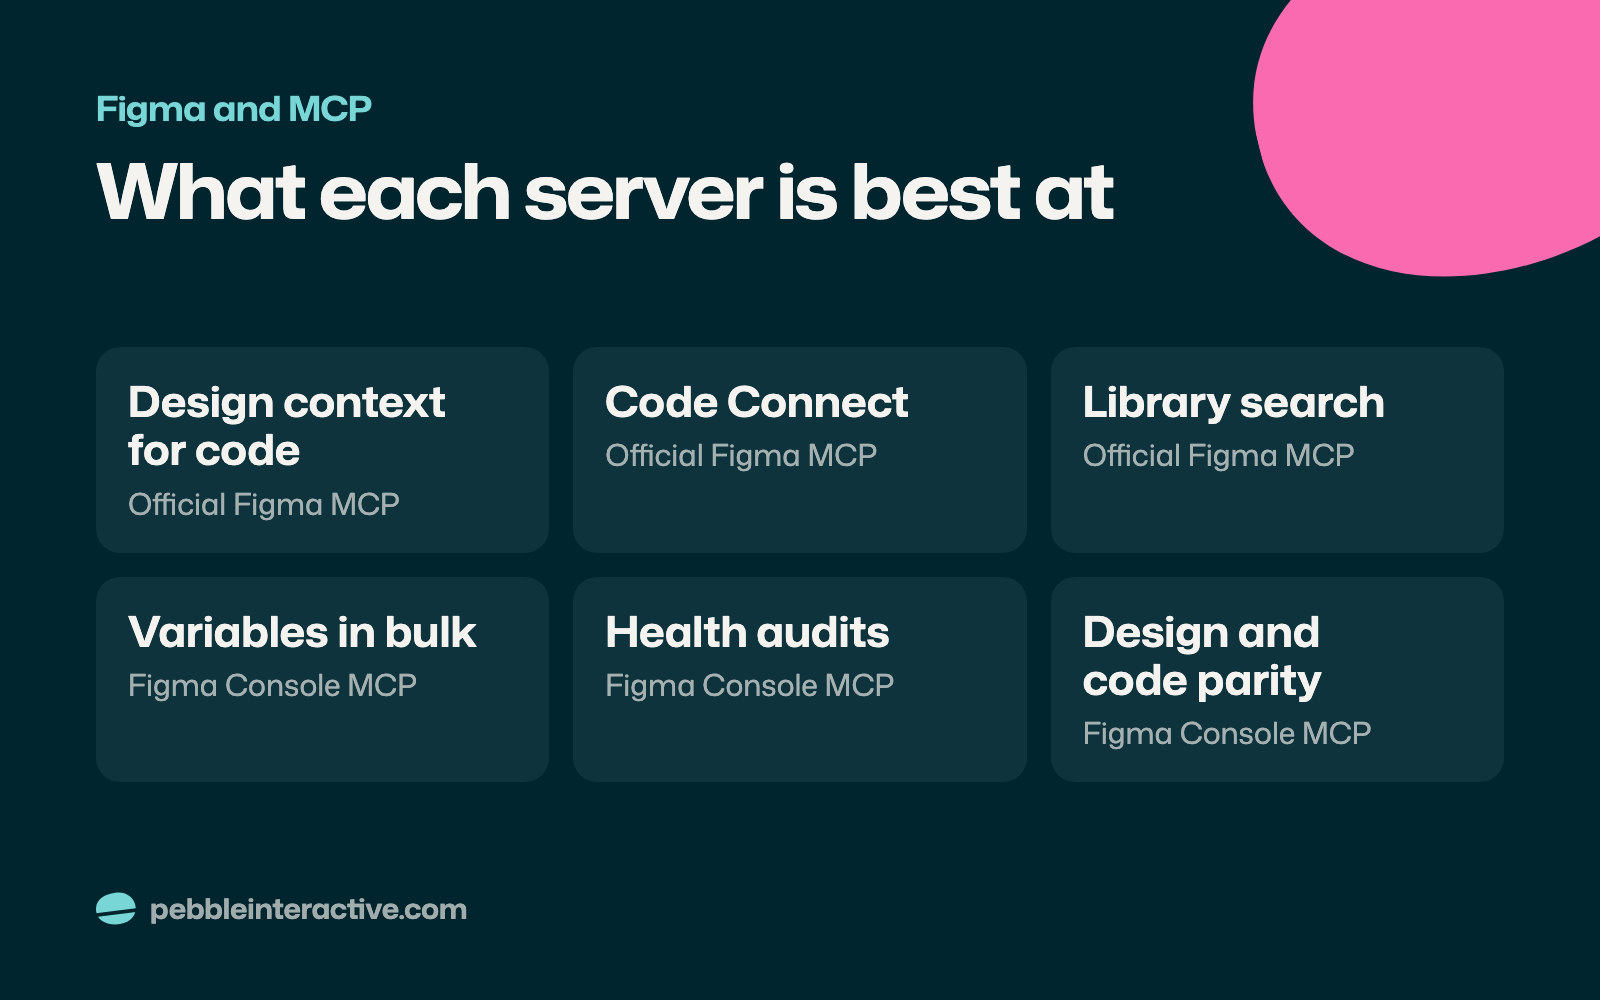 Figma and MCP
What each server is best at
Design context
for code
Official Figma MCP
Code Connect
Official Figma MCP
Library search
Official Figma MCP
Variables in bulk
Figma Console MCP
Health audits
Figma Console MCP
Design and
code parity
Figma Console MCP
pebbleinteractive.com